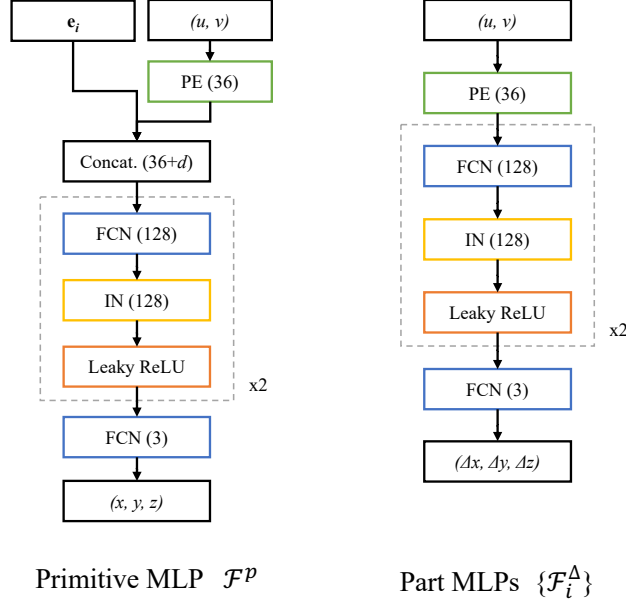 e_i
(u, v)
PE (36)
Concat. (36+d)
FCN (128)
IN (128)
Leaky ReLU
x2
FCN (3)
(x, y, z)
Primitive MLP 𝓕^p
(u, v)
PE (36)
FCN (128)
IN (128)
Leaky ReLU
x2
FCN (3)
(Δx, Δy, Δz)
Part MLPs {𝓕_i^Δ}